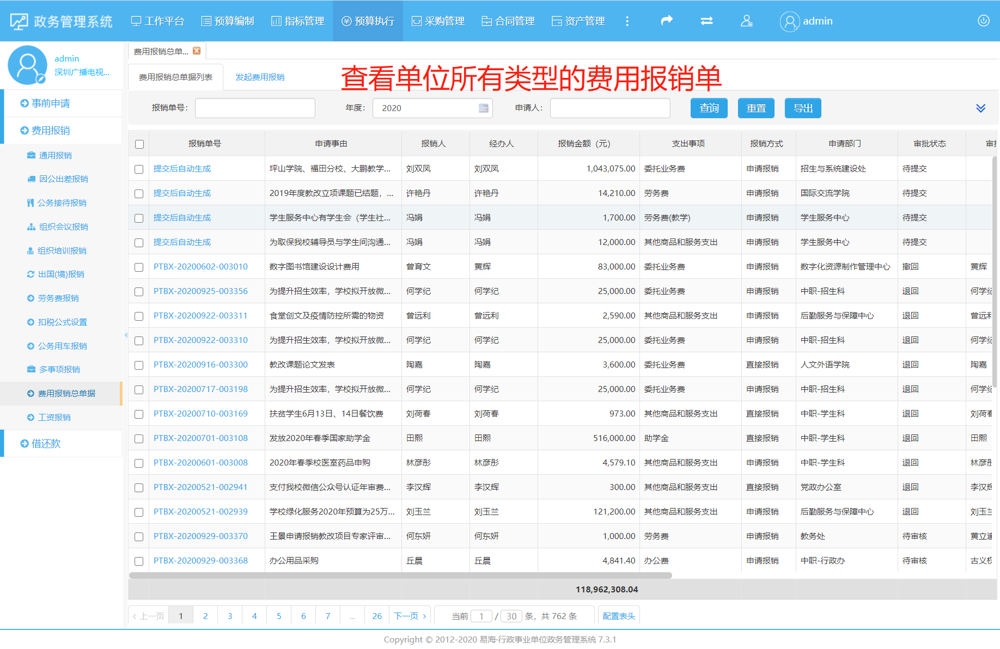 政务管理系统 工作平台 预算编制 指标管理 预算执行 采购管理 合同管理 资产管理 admin
admin
深圳广播电视...
事前申请
费用报销
通用报销
因公出差报销
公务接待报销
组织会议报销
组织培训报销
出国(境)报销
劳务费报销
扣税公式设置
公务用车报销
多事项报销
费用报销总单据
工资报销
借还款
费用报销总单...
费用报销总单据列表 发起费用报销
查看单位所有类型的费用报销单
报销单号： 年度： 2020 申请人： 查询 重置 导出
报销单号 申请事由 报销人 经办人 报销金额（元） 支出事项 报销方式 申请部门 审批状态
提交后自动生成 坪山学院、福田分校、大鹏教学... 刘双凤 刘双凤 1,043,075.00 委托业务费 申请报销 招生与系统建设处 待提交
提交后自动生成 2019年度教改立项课题已结题，... 许艳丹 许艳丹 14,210.00 劳务费 申请报销 国际交流学院 待提交
提交后自动生成 学生服务中心有学生会（学生社... 冯娟 冯娟 1,700.00 劳务费(教学) 申请报销 学生服务中心 待提交
提交后自动生成 为取保我校辅导员与学生间沟通... 冯娟 冯娟 12,000.00 其他商品和服务支出 申请报销 学生服务中心 待提交
PTBX-20200602-003010 数字图书馆建设设计费用 曾育文 黄辉 83,000.00 委托业务费 申请报销 数字化资源制作管理中心 撤回 黄辉
PTBX-20200925-003356 为提升招生效率，学校拟开放微... 何学纪 何学纪 25,000.00 委托业务费 申请报销 中职-招生科 退回 何学纪
PTBX-20200922-003311 食堂创文及疫情防控所需的物资 曾远利 曾远利 2,590.00 其他商品和服务支出 申请报销 后勤服务与保障中心 退回 曾远利
PTBX-20200922-003310 为提升招生效率，学校拟开放微... 何学纪 何学纪 25,000.00 委托业务费 申请报销 中职-招生科 退回 何学纪
PTBX-20200916-003300 教改课题论文发表 陶嘉 陶嘉 3,600.00 委托业务费 直接报销 人文外语学院 退回 陶嘉
PTBX-20200717-003198 为提升招生效率，学校拟开放微... 何学纪 何学纪 25,000.00 委托业务费 申请报销 中职-招生科 退回 何学纪
PTBX-20200710-003169 扶贫学生6月13日、14日餐饮费 刘荷春 刘荷春 973.00 其他商品和服务支出 直接报销 中职-学生科 退回 刘荷春
PTBX-20200701-003108 发放2020年春季国家助学金 田熙 田熙 516,000.00 助学金 直接报销 中职-学生科 退回 田熙
PTBX-20200601-003008 2020年春季校医室药品申购 林彦彤 林彦彤 4,579.10 其他商品和服务支出 申请报销 中职-学生科 退回 林彦彤
PTBX-20200521-002941 支付我校微信公众号认证年审费... 李汉辉 李汉辉 300.00 其他商品和服务支出 直接报销 党政办公室 退回 李汉辉
PTBX-20200521-002939 学校绿化服务2020年预算为25万... 刘玉兰 刘玉兰 121,200.00 其他商品和服务支出 申请报销 后勤服务与保障中心 退回 刘玉兰
PTBX-20200929-003370 王景申请报销教改项目专家评审... 何东妍 何东妍 1,000.00 劳务费 申请报销 教务处 待审核 黄立
PTBX-20200929-003368 办公用品采购 丘晨 丘晨 4,841.40 办公费 申请报销 中职-行政办 待审核 古义
118,962,308.04
上一页 1 2 3 4 5 6 7 ... 26 下一页 当前 1 / 30 条，共 762 条 配置表头
Copyright © 2012-2020 易海·行政事业单位政务管理系统 7.3.1